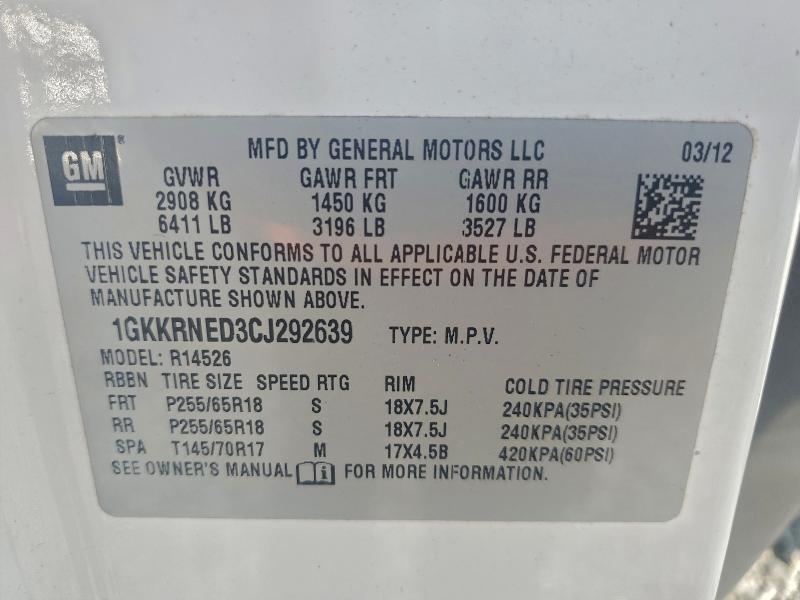 GM ® MFD BY GENERAL MOTORS LLC 03/12
GVWR GAWR FRT GAWR RR
2908 KG 1450 KG 1600 KG
6411 LB 3196 LB 3527 LB
THIS VEHICLE CONFORMS TO ALL APPLICABLE U.S. FEDERAL MOTOR
VEHICLE SAFETY STANDARDS IN EFFECT ON THE DATE OF
MANUFACTURE SHOWN ABOVE.
1GKKRNED3CJ292639 TYPE: M.P.V.
MODEL: R14526
RBBN TIRE SIZE SPEED RTG RIM COLD TIRE PRESSURE
FRT P255/65R18 S 18X7.5J 240KPA(35PSI)
RR P255/65R18 S 18X7.5J 240KPA(35PSI)
SPA T145/70R17 M 17X4.5B 420KPA(60PSI)
SEE OWNER'S MANUAL i FOR MORE INFORMATION.